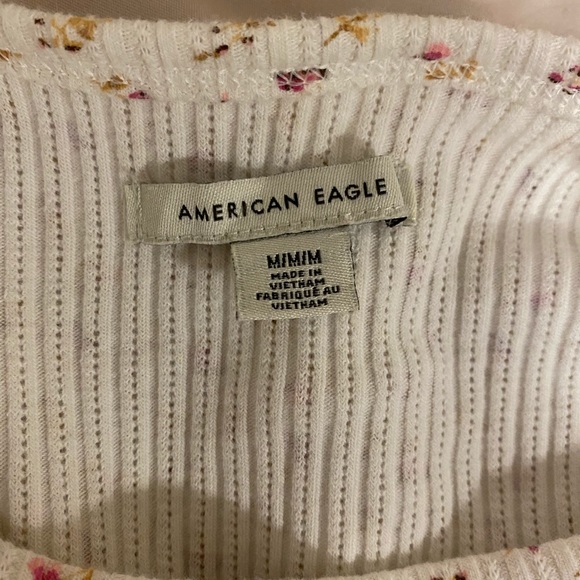 AMERICAN EAGLE
M/M/M
MADE IN
VIETNAM
FABRIQUÉ AU
VIETNAM